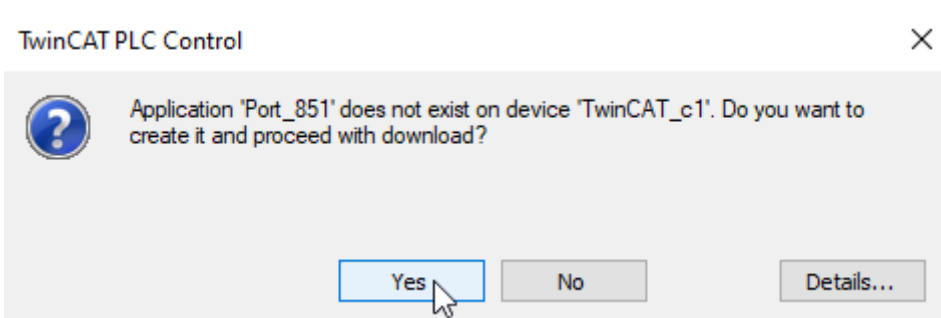 TwinCAT PLC Control
Application 'Port_851' does not exist on device 'TwinCAT_c1'. Do you want to
create it and proceed with download?
Yes
No
Details...